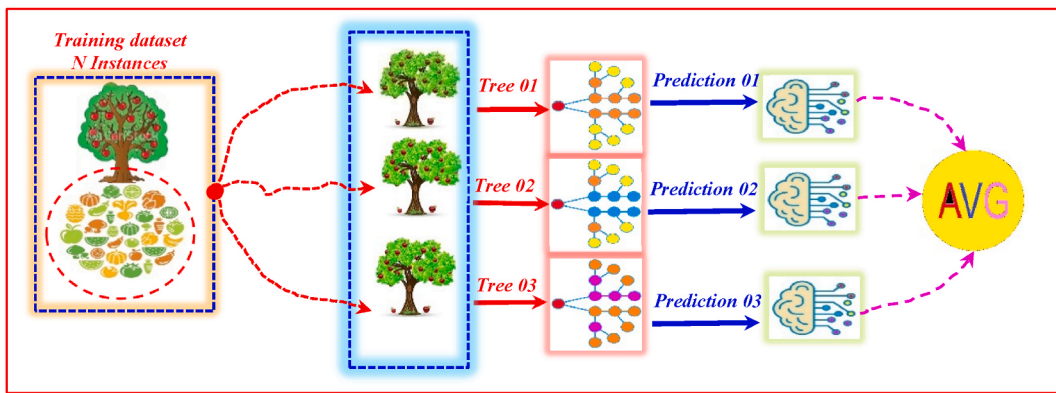 Training dataset
N Instances
Tree 01
Prediction 01
Tree 02
Prediction 02
AVG
Tree 03
Prediction 03